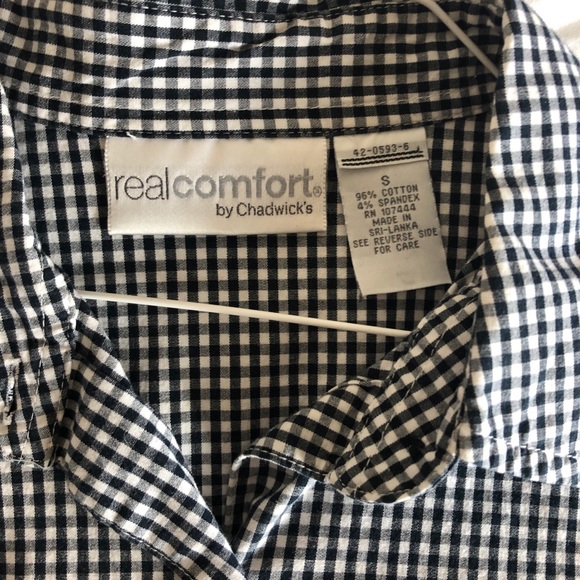 realcomfort®
by Chadwick's
42-0593-6
S
96% COTTON
4% SPANDEX
RN 107444
MADE IN
SRI-LANKA
SEE REVERSE SIDE
FOR CARE